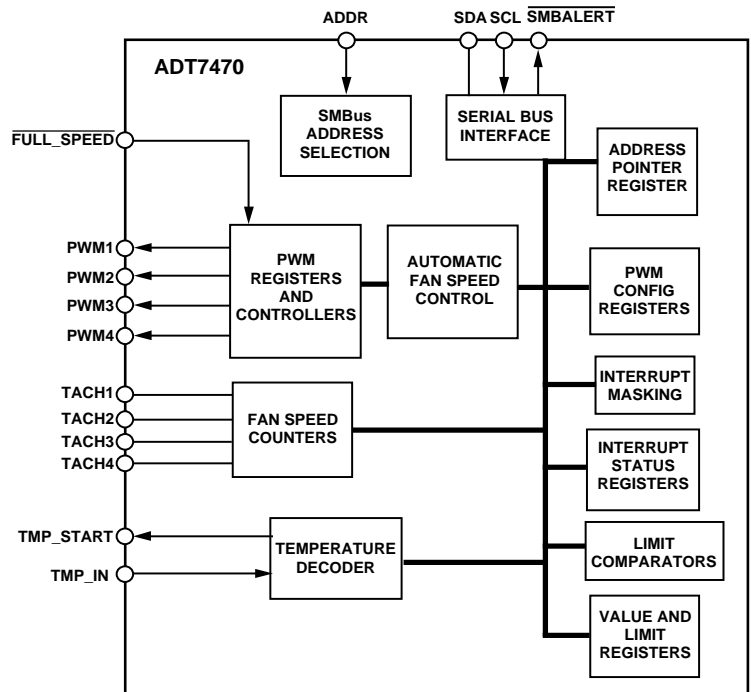 ADDR
SDA SCL SMBALERT
ADT7470
SMBus
ADDRESS
SELECTION
SERIAL BUS
INTERFACE
FULL_SPEED
ADDRESS
POINTER
REGISTER
PWM1
PWM2
PWM3
PWM4
PWM
REGISTERS
AND
CONTROLLERS
AUTOMATIC
FAN SPEED
CONTROL
PWM
CONFIG
REGISTERS
INTERRUPT
MASKING
TACH1
TACH2
TACH3
TACH4
FAN SPEED
COUNTERS
INTERRUPT
STATUS
REGISTERS
TMP_START
TMP_IN
TEMPERATURE
DECODER
LIMIT
COMPARATORS
VALUE AND
LIMIT
REGISTERS